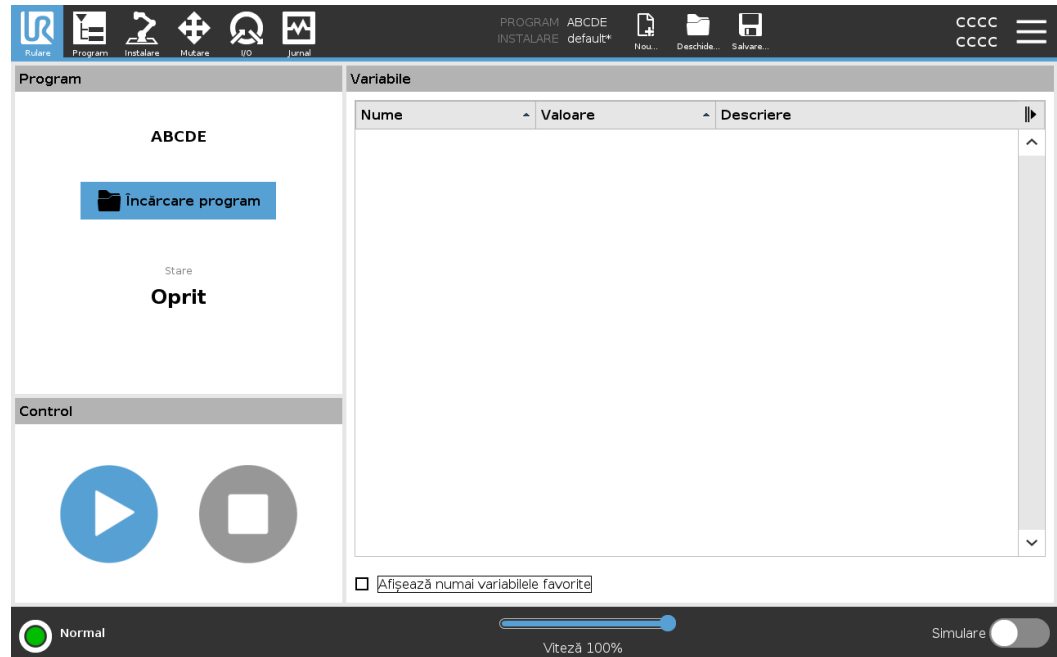 Rulare Program Instalare Mutare I/O Jurnal
PROGRAM ABCDE
INSTALARE default*
Nou... Deschide... Salvare...
CCCC
CCCC
Program
ABCDE
Încărcare program
Stare
Oprit
Control
Variabile
Nume Valoare Descriere
Afișează numai variabilele favorite
Normal
Viteză 100%
Simulare